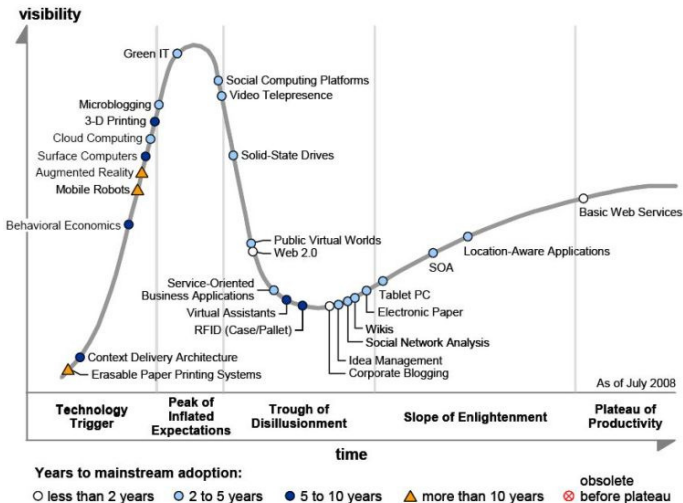 visibility
Green IT
Social Computing Platforms
Video Telepresence
Microblogging
3-D Printing
Cloud Computing
Surface Computers
Solid-State Drives
Augmented Reality
Mobile Robots
Basic Web Services
Behavioral Economics
Public Virtual Worlds
Web 2.0
Location-Aware Applications
SOA
Service-Oriented
Business Applications
Virtual Assistants
RFID (Case/Pallet)
Tablet PC
Electronic Paper
Wikis
Social Network Analysis
Idea Management
Corporate Blogging
Context Delivery Architecture
Erasable Paper Printing Systems
As of July 2008
Technology
Trigger
Peak of
Inflated
Expectations
Trough of
Disillusionment
Slope of Enlightenment
Plateau of
Productivity
time
Years to mainstream adoption:
less than 2 years
2 to 5 years
5 to 10 years
more than 10 years
obsolete
before plateau